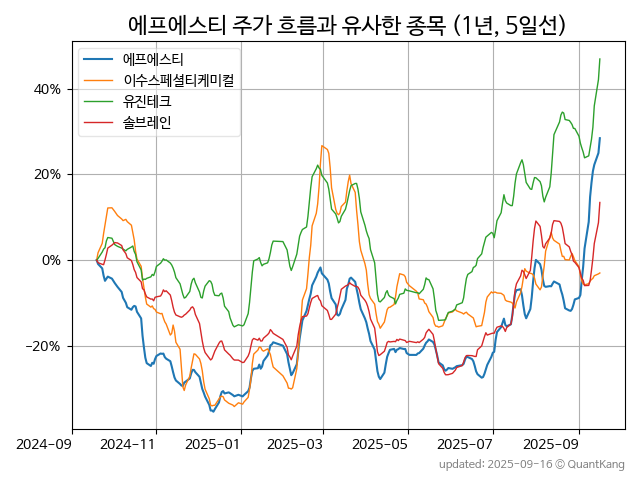 에프에스티 주가 흐름과 유사한 종목 (1년, 5일선)
에프에스티
이수스페셜티케미컬
유진테크
솔브레인
40%
20%
0%
−20%
2024−09
2024−11
2025−01
2025−03
2025−05
2025−07
2025−09
updated: 2025-09-16 © QuantKang